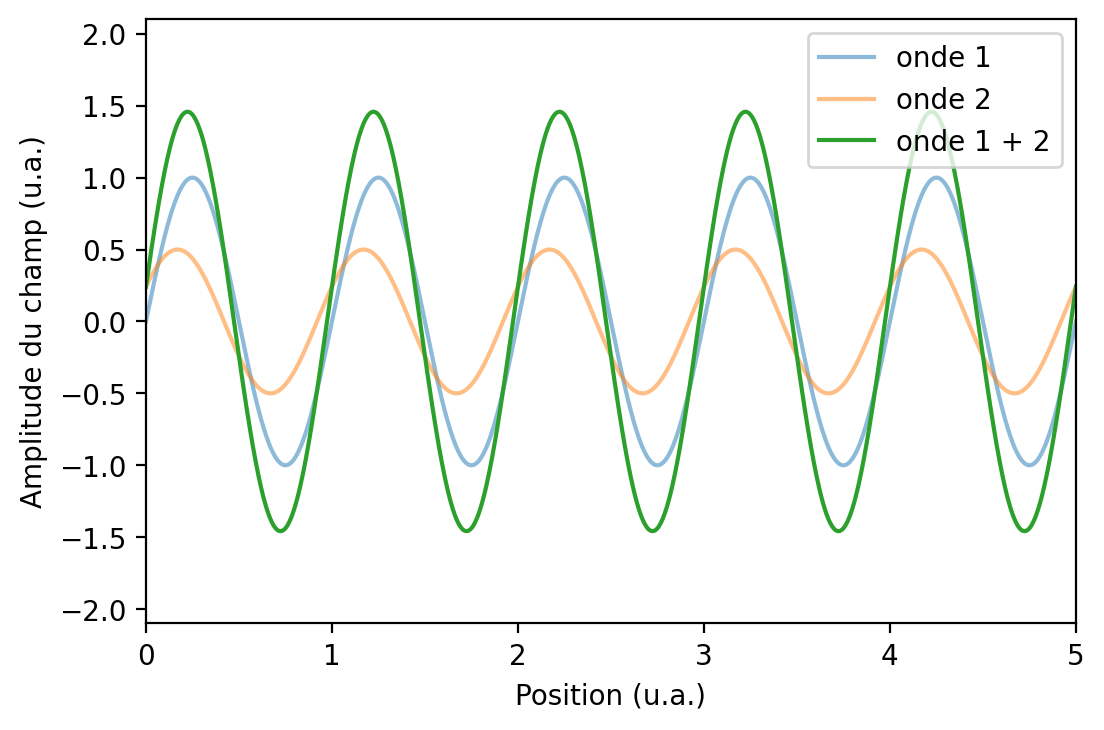 2.0
1.5
1.0
0.5
0.0
−0.5
−1.0
−1.5
−2.0
Amplitude du champ (u.a.)
onde 1
onde 2
onde 1 + 2
0 1 2 3 4 5
Position (u.a.)